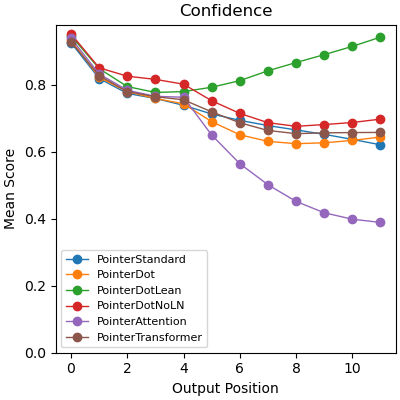 Confidence
Mean Score
0.8
0.6
0.4
0.2
0.0
PointerStandard
PointerDot
PointerDotLean
PointerDotNoLN
PointerAttention
PointerTransformer
0 2 4 6 8 10
Output Position